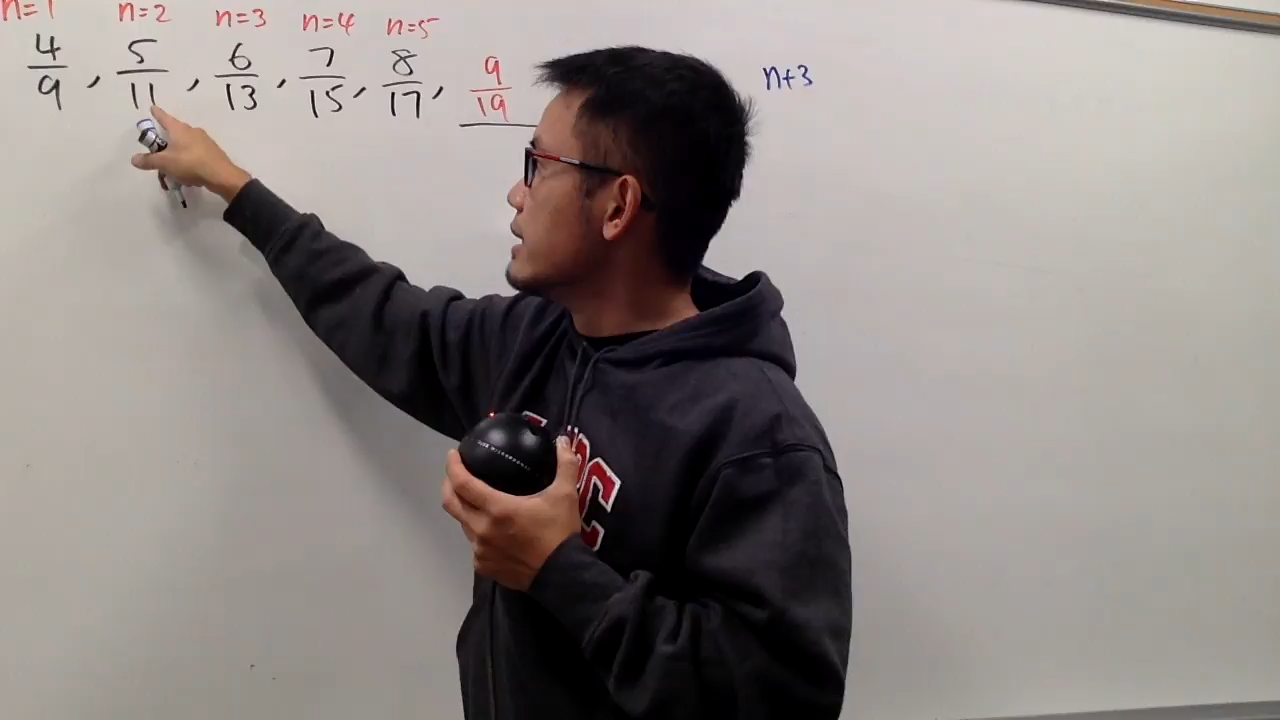 n=1 n=2 n=3 n=4 n=5
4/9, 5/11, 6/13, 7/15, 8/17, 9/19 n+3